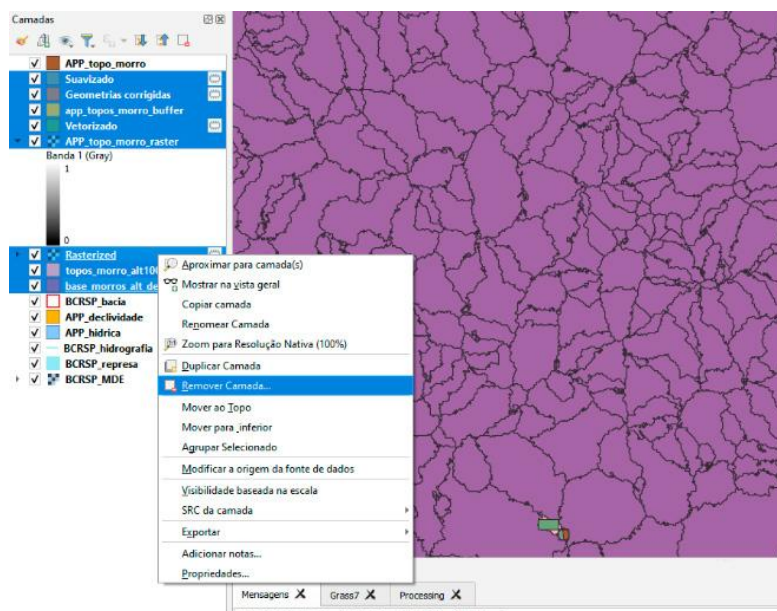 Camadas
APP_topo_morro
Suavizado
Geometrias corrigidas
app_topos_morro_buffer
Vetorizado
APP_topo_morro_raster
Banda 1 (Gray)
1
0
Rasterized
topos_morro_alt100
base_morros_alt_de
BCRSP_bacia
APP_declividade
APP_hidrica
BCRSP_hidrografia
BCRSP_represa
BCRSP_MDE
Aproximar para camada(s)
Mostrar na vista geral
Copiar camada
Renomear Camada
Zoom para Resolução Nativa (100%)
Duplicar Camada
Remover Camada...
Mover ao Topo
Mover para _inferior
Agrupar Selecionado
Modificar a origem da fonte de dados
Visibilidade baseada na escala
SRC da camada
Exportar
Adicionar notas...
Propriedades...
Mensagens
Grass7
Processing